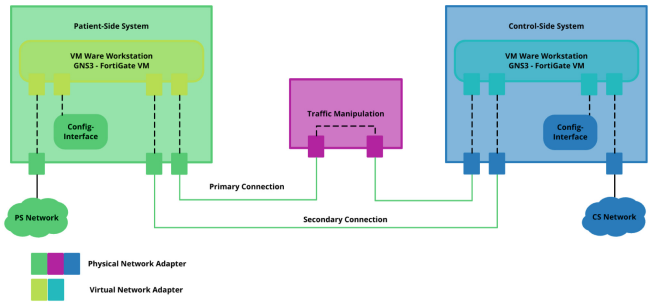 Patient-Side System
Control-Side System
VM Ware Workstation
GNS3 - FortiGate VM
VM Ware Workstation
GNS3 - FortiGate VM
Traffic Manipulation
Config-
Interface
Config-
Interface
Primary Connection
PS Network
Secondary Connection
CS Network
Physical Network Adapter
Virtual Network Adapter